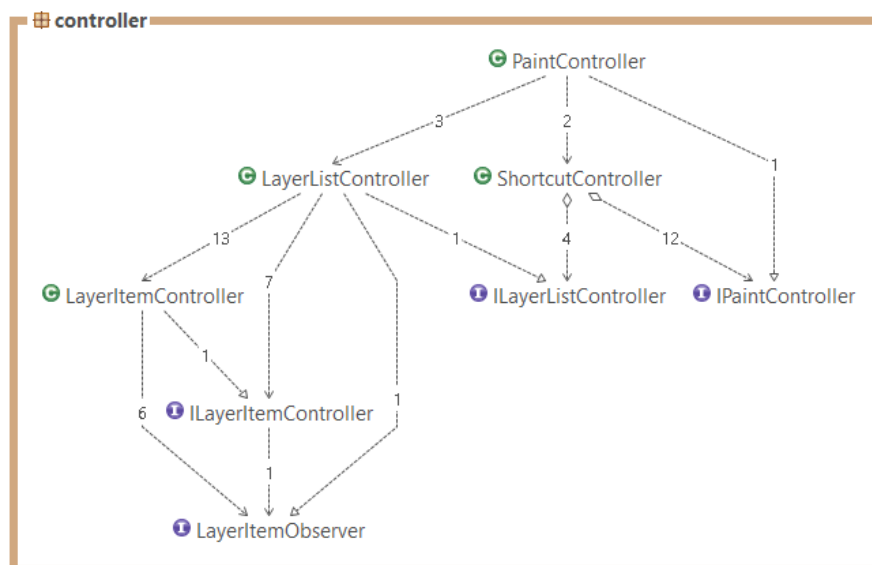 controller
C PaintController
3
2
1
C LayerListController
C ShortcutController
13
7
1
4
12
C LayerItemController
I ILayerListController
I IPaintController
1
6
I ILayerItemController
1
1
I LayerItemObserver